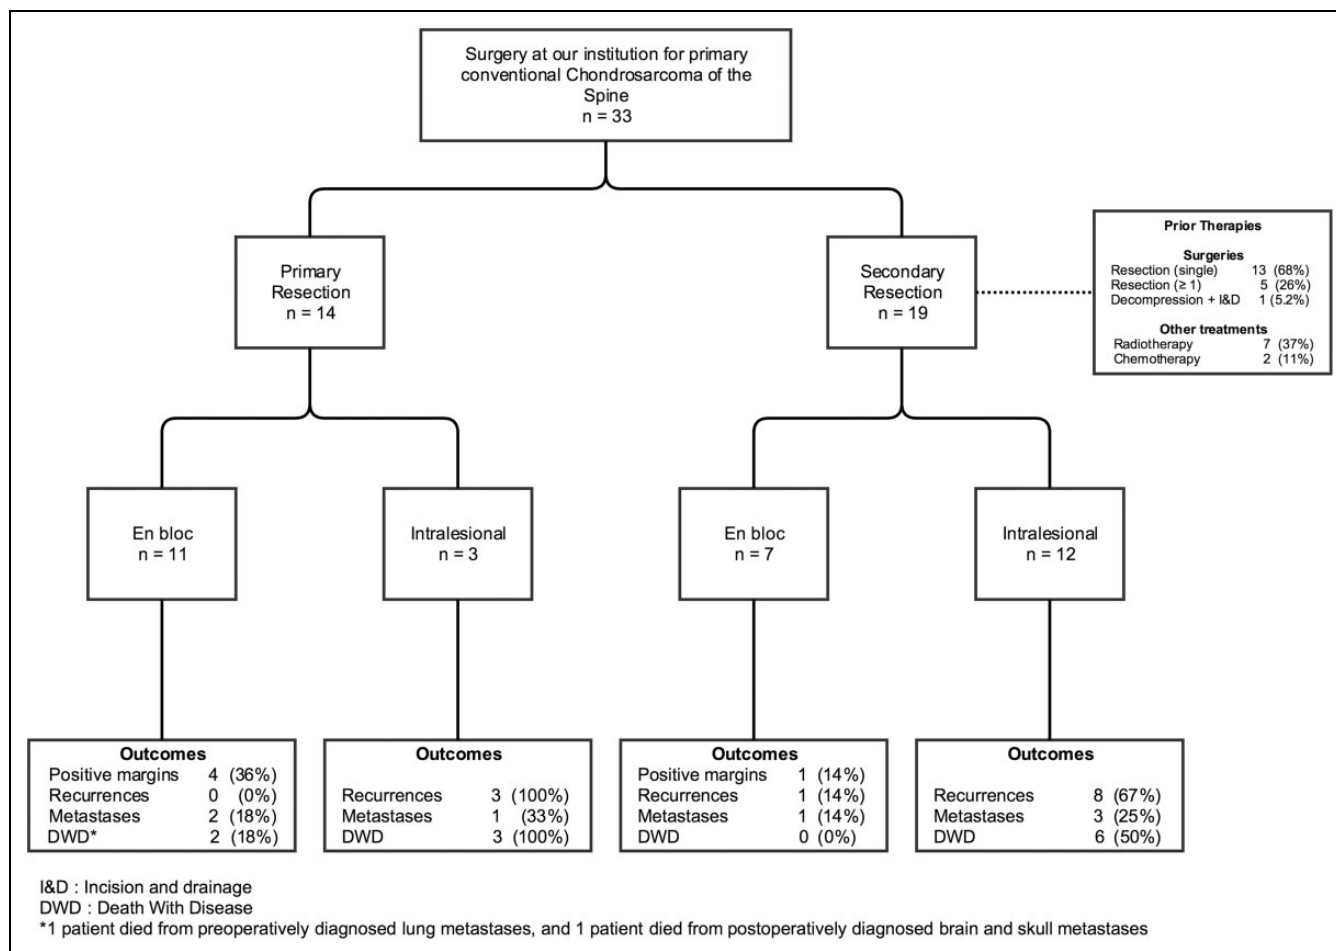 Surgery at our institution for primary
conventional Chondrosarcoma of the
Spine
n = 33
Primary
Resection
n = 14
Secondary
Resection
n = 19
Prior Therapies
Surgeries
Resection (single) 13 (68%)
Resection (≥ 1) 5 (26%)
Decompression + I&D 1 (5.2%)
Other treatments
Radiotherapy 7 (37%)
Chemotherapy 2 (11%)
En bloc
n = 11
Intralesional
n = 3
En bloc
n = 7
Intralesional
n = 12
Outcomes
Positive margins 4 (36%)
Recurrences 0 (0%)
Metastases 2 (18%)
DWD* 2 (18%)
Outcomes
Recurrences 3 (100%)
Metastases 1 (33%)
DWD 3 (100%)
Outcomes
Positive margins 1 (14%)
Recurrences 1 (14%)
Metastases 1 (14%)
DWD 0 (0%)
Outcomes
Recurrences 8 (67%)
Metastases 3 (25%)
DWD 6 (50%)
I&D : Incision and drainage
DWD : Death With Disease
*1 patient died from preoperatively diagnosed lung metastases, and 1 patient died from postoperatively diagnosed brain and skull metastases